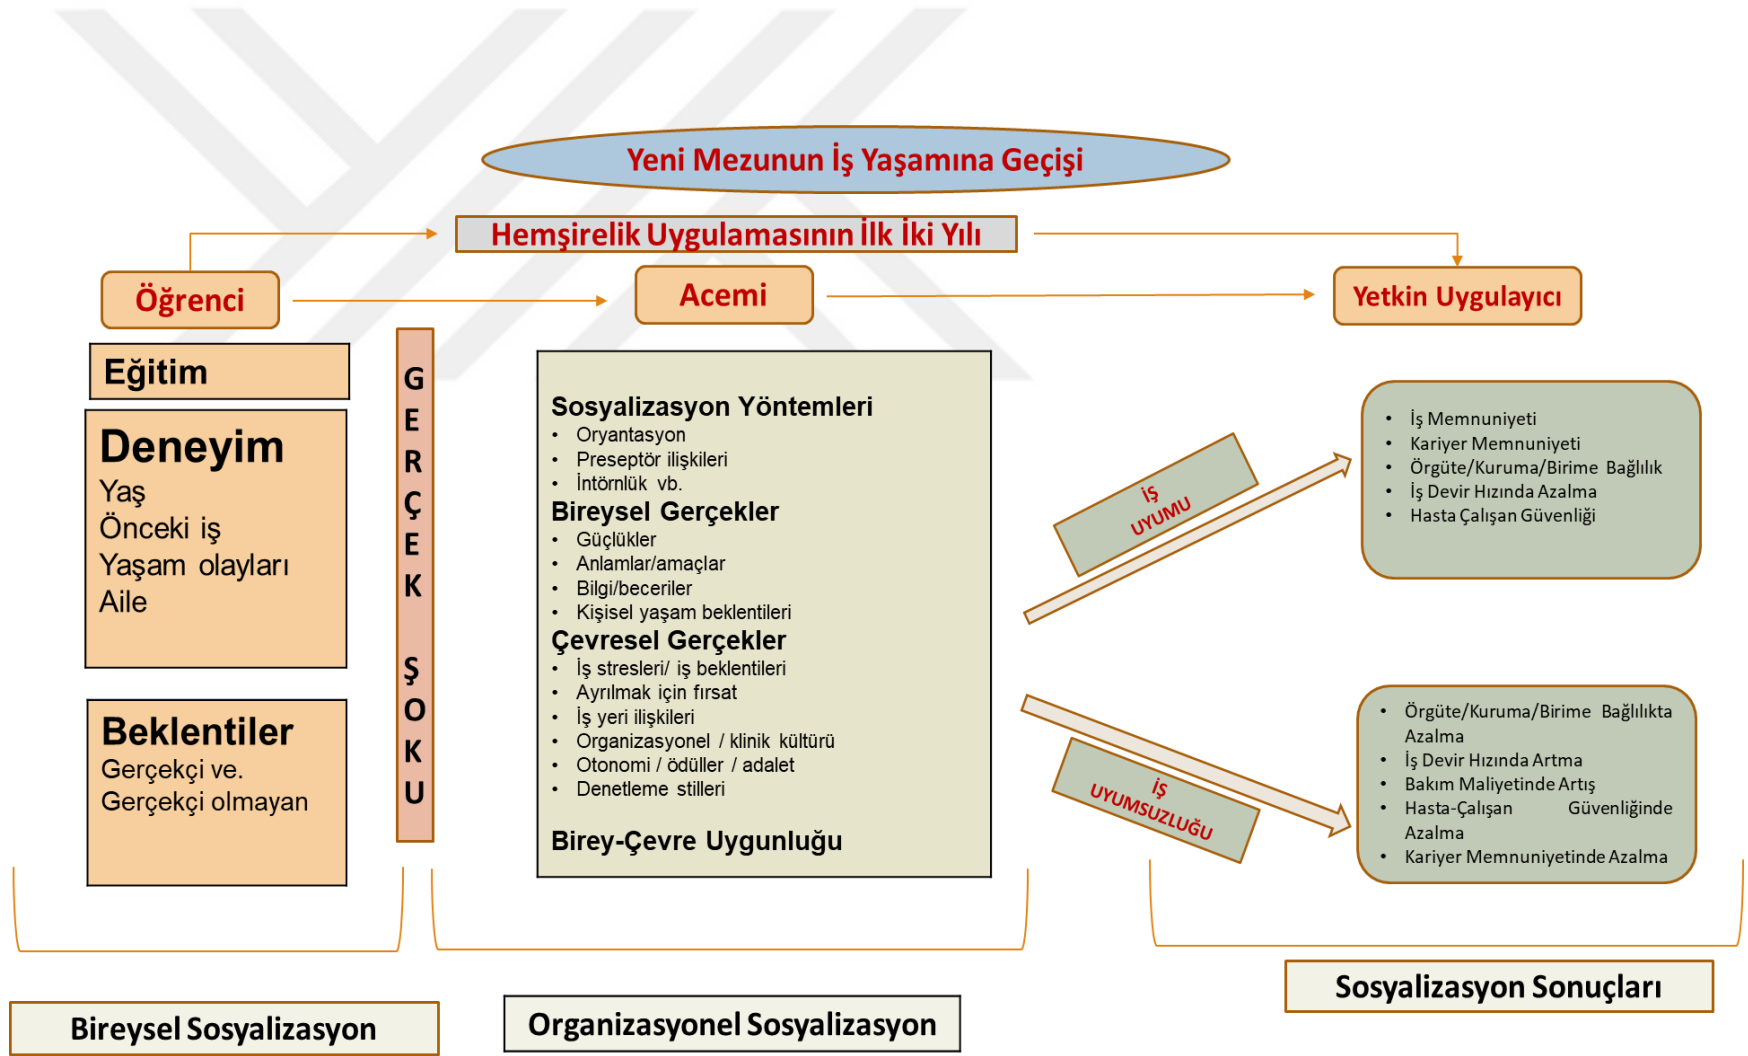 Yeni Mezunun İş Yaşamına Geçişi
Hemşirelik Uygulamasının İlk İki Yılı
Öğrenci
Acemi
Yetkin Uygulayıcı
Eğitim
Deneyim
Yaş
Önceki iş
Yaşam olayları
Aile
Beklentiler
Gerçekçi ve.
Gerçekçi olmayan
GERÇEK ŞOKU
Sosyalizasyon Yöntemleri
• Oryantasyon
• Preseptör ilişkileri
• İntörnlük vb.
Bireysel Gerçekler
• Güçlükler
• Anlamlar/amaçlar
• Bilgi/beceriler
• Kişisel yaşam beklentileri
Çevresel Gerçekler
• İş stresleri/ iş beklentileri
• Ayrılmak için fırsat
• İş yeri ilişkileri
• Organizasyonel / klinik kültürü
• Otonomi / ödüller / adalet
• Denetleme stilleri
Birey-Çevre Uygunluğu
İŞ
UYUMU
İŞ
UYUMSUZLUĞU
• İş Memnuniyeti
• Kariyer Memnuniyeti
• Örgüte/Kuruma/Birime Bağlılık
• İş Devir Hızında Azalma
• Hasta Çalışan Güvenliği
• Örgüte/Kuruma/Birime Bağlılıkta
Azalma
• İş Devir Hızında Artma
• Bakım Maliyetinde Artış
• Hasta-Çalışan Güvenliğinde
Azalma
• Kariyer Memnuniyetinde Azalma
Bireysel Sosyalizasyon
Organizasyonel Sosyalizasyon
Sosyalizasyon Sonuçları